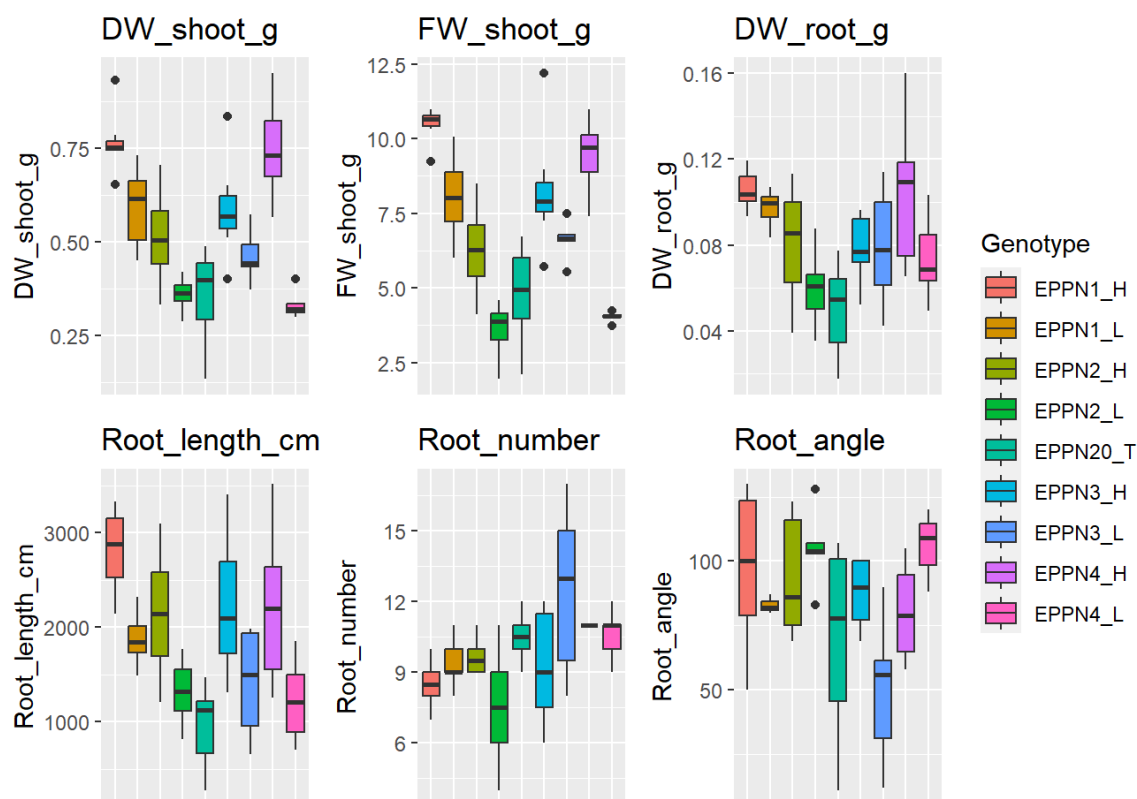 DW_shoot_g
FW_shoot_g
DW_root_g
DW_shoot_g
0.75
0.50
0.25
FW_shoot_g
12.5
10.0
7.5
5.0
2.5
DW_root_g
0.16
0.12
0.08
0.04
Root_length_cm
Root_number
Root_angle
Root_length_cm
3000
2000
1000
Root_number
15
12
9
6
Root_angle
100
50
Genotype
EPPN1_H
EPPN1_L
EPPN2_H
EPPN2_L
EPPN20_T
EPPN3_H
EPPN3_L
EPPN4_H
EPPN4_L